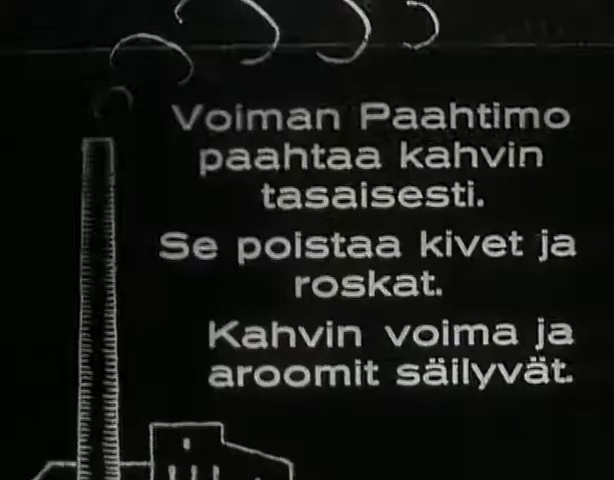 Voiman Paahtimo
paahtaa kahvin
tasaisesti.
Se poistaa kivet ja
roskat.
Kahvin voima ja
aroomit säilyvät.